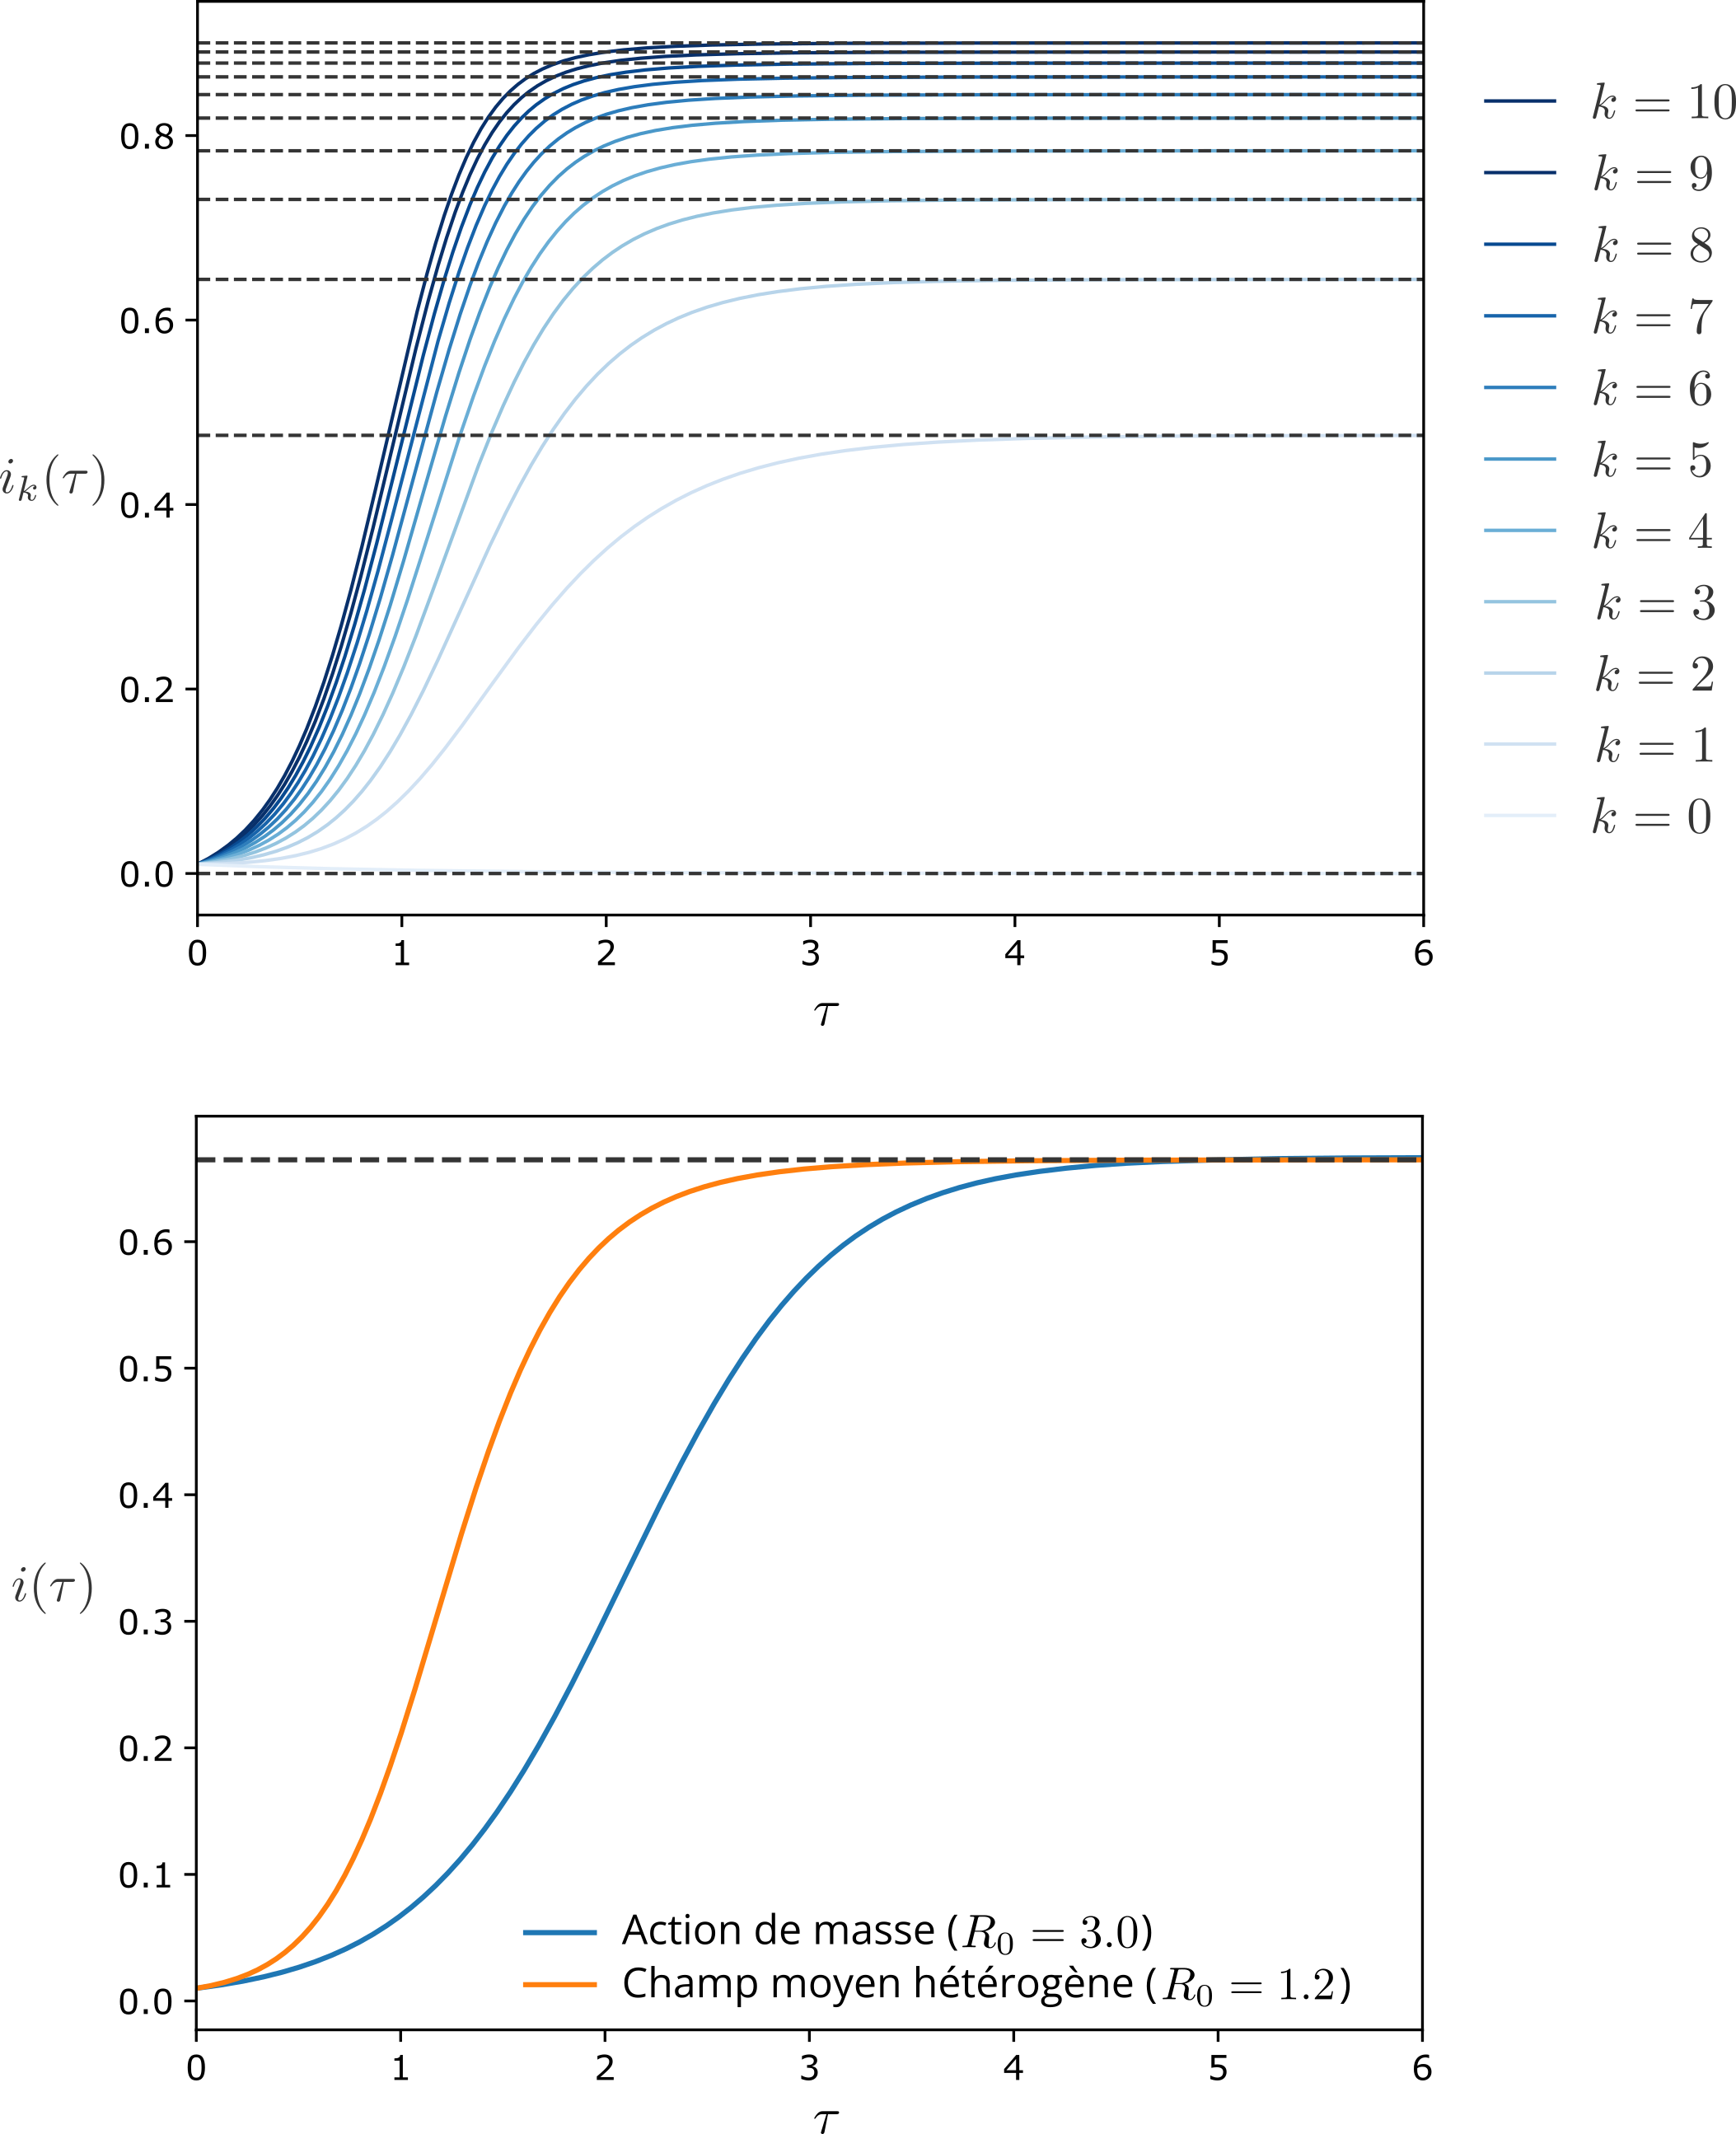 0.8
0.6
0.4
0.2
0.0
i_k(τ)
0 1 2 3 4 5 6
τ
k = 10
k = 9
k = 8
k = 7
k = 6
k = 5
k = 4
k = 3
k = 2
k = 1
k = 0
0.6
0.5
0.4
0.3
0.2
0.1
0.0
i(τ)
Action de masse (R₀ = 3.0)
Champ moyen hétérogène (R₀ = 1.2)
0 1 2 3 4 5 6
τ